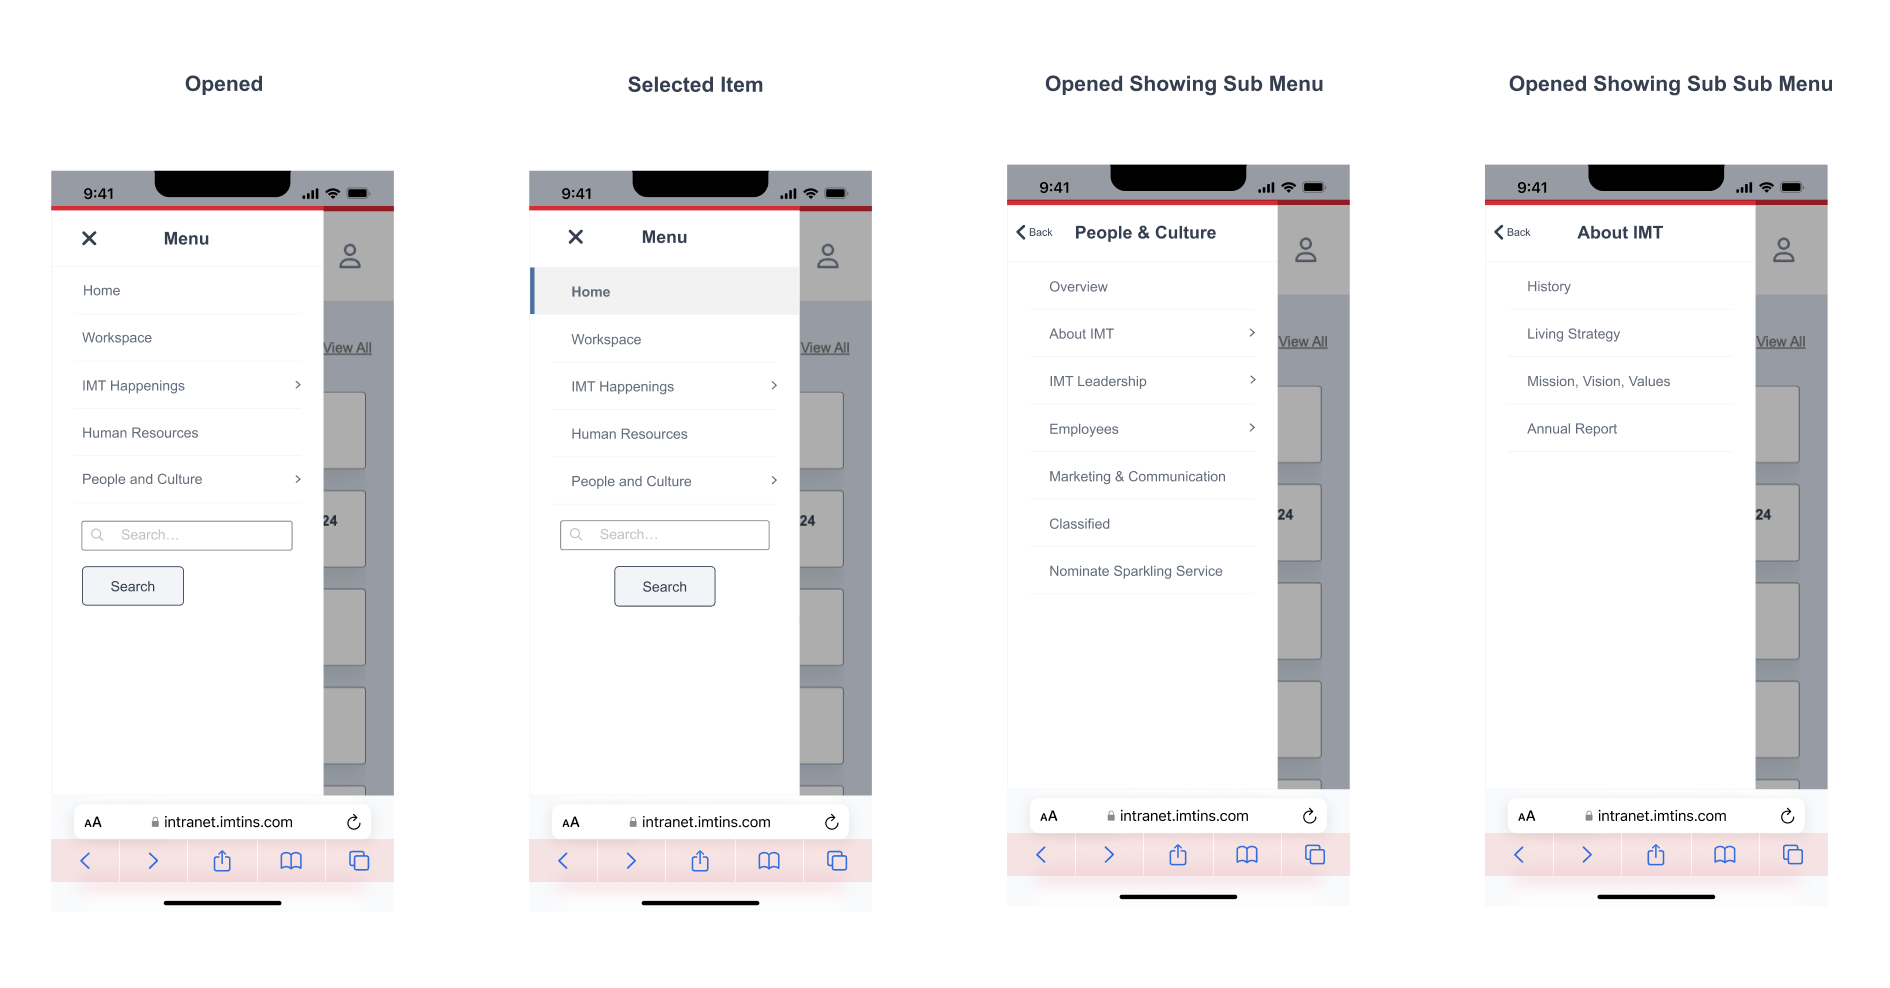 Opened
Selected Item
Opened Showing Sub Menu
Opened Showing Sub Sub Menu
9:41
Menu
Home
Workspace
IMT Happenings
Human Resources
People and Culture
Search...
Search
View All
24
AA
intranet.imtins.com
9:41
Menu
Home
Workspace
IMT Happenings
Human Resources
People and Culture
Search...
Search
View All
24
AA
intranet.imtins.com
9:41
Back
People & Culture
Overview
About IMT
IMT Leadership
Employees
Marketing & Communication
Classified
Nominate Sparkling Service
View All
24
AA
intranet.imtins.com
9:41
Back
About IMT
History
Living Strategy
Mission, Vision, Values
Annual Report
View All
24
AA
intranet.imtins.com